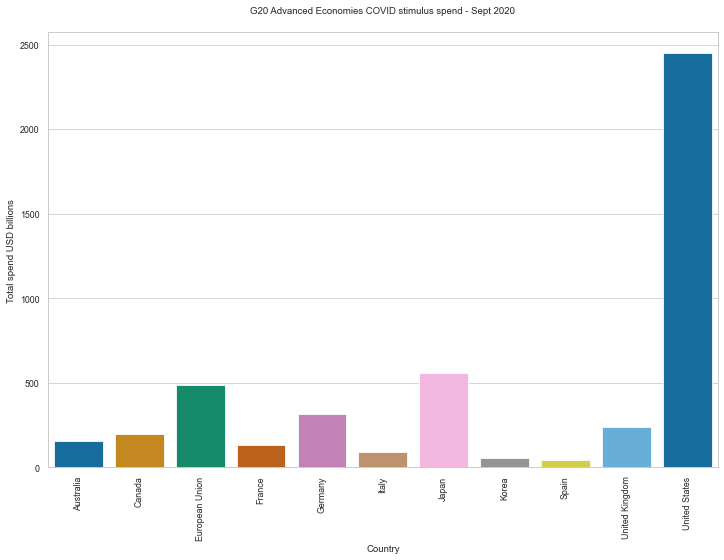 G20 Advanced Economies COVID stimulus spend - Sept 2020
Total spend USD billions
2500
2000
1500
1000
500
0
Australia
Canada
European Union
France
Germany
Italy
Japan
Korea
Spain
United Kingdom
United States
Country